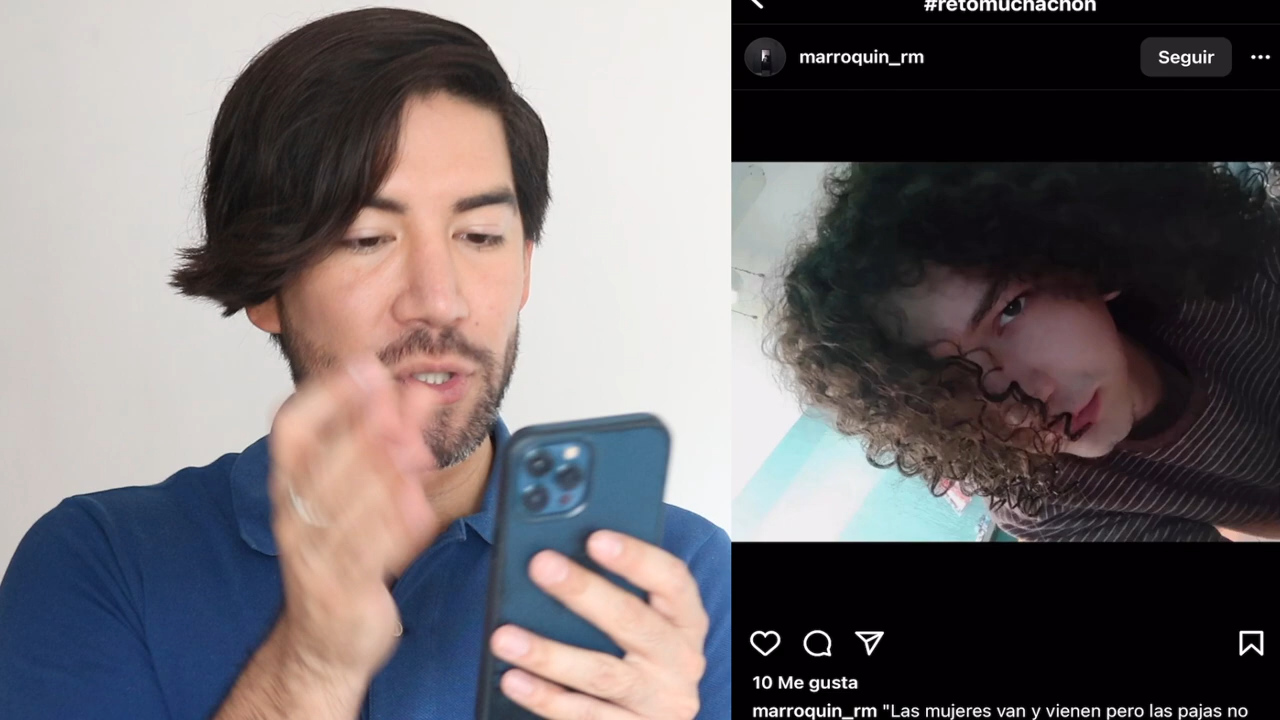 #retomuchachon
marroquin_rm
Seguir
10 Me gusta
marroquin_rm "Las mujeres van y vienen pero las pajas no